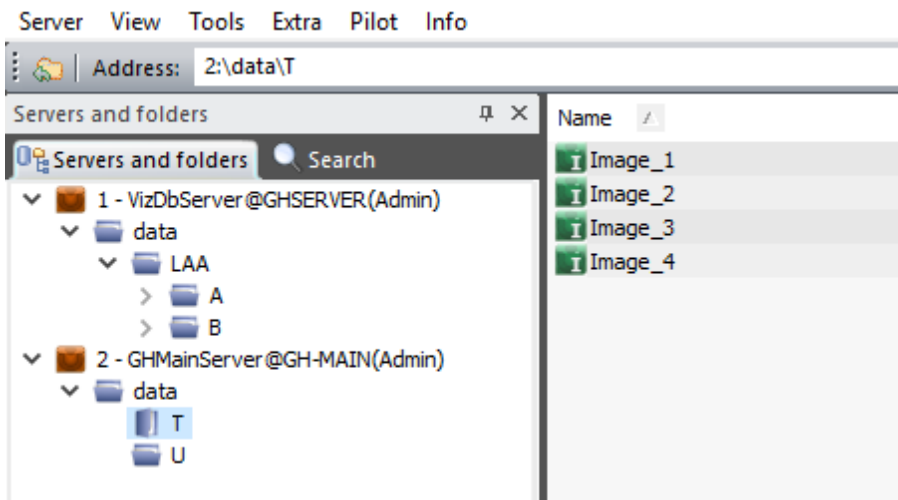 Server View Tools Extra Pilot Info
Address: 2:\data\T
Servers and folders
Servers and folders Search
1 - VizDbServer@GHSERVER(Admin)
data
LAA
A
B
2 - GHMainServer@GH-MAIN(Admin)
data
T
U
Name
Image_1
Image_2
Image_3
Image_4